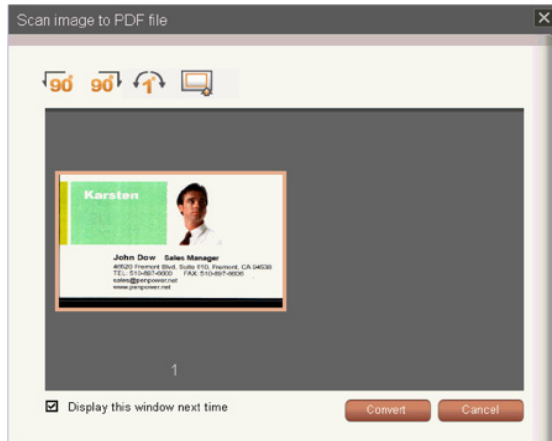 Scan image to PDF file
90° 90° 1°
Karsten
John Dow Sales Manager
46520 Fremont Blvd, Suite 610, Fremont, CA 94538
TEL: 510-897-6600 FAX: 510-897-6606
sales@penpower.net
www.penpower.net
1
Display this window next time
Convert Cancel